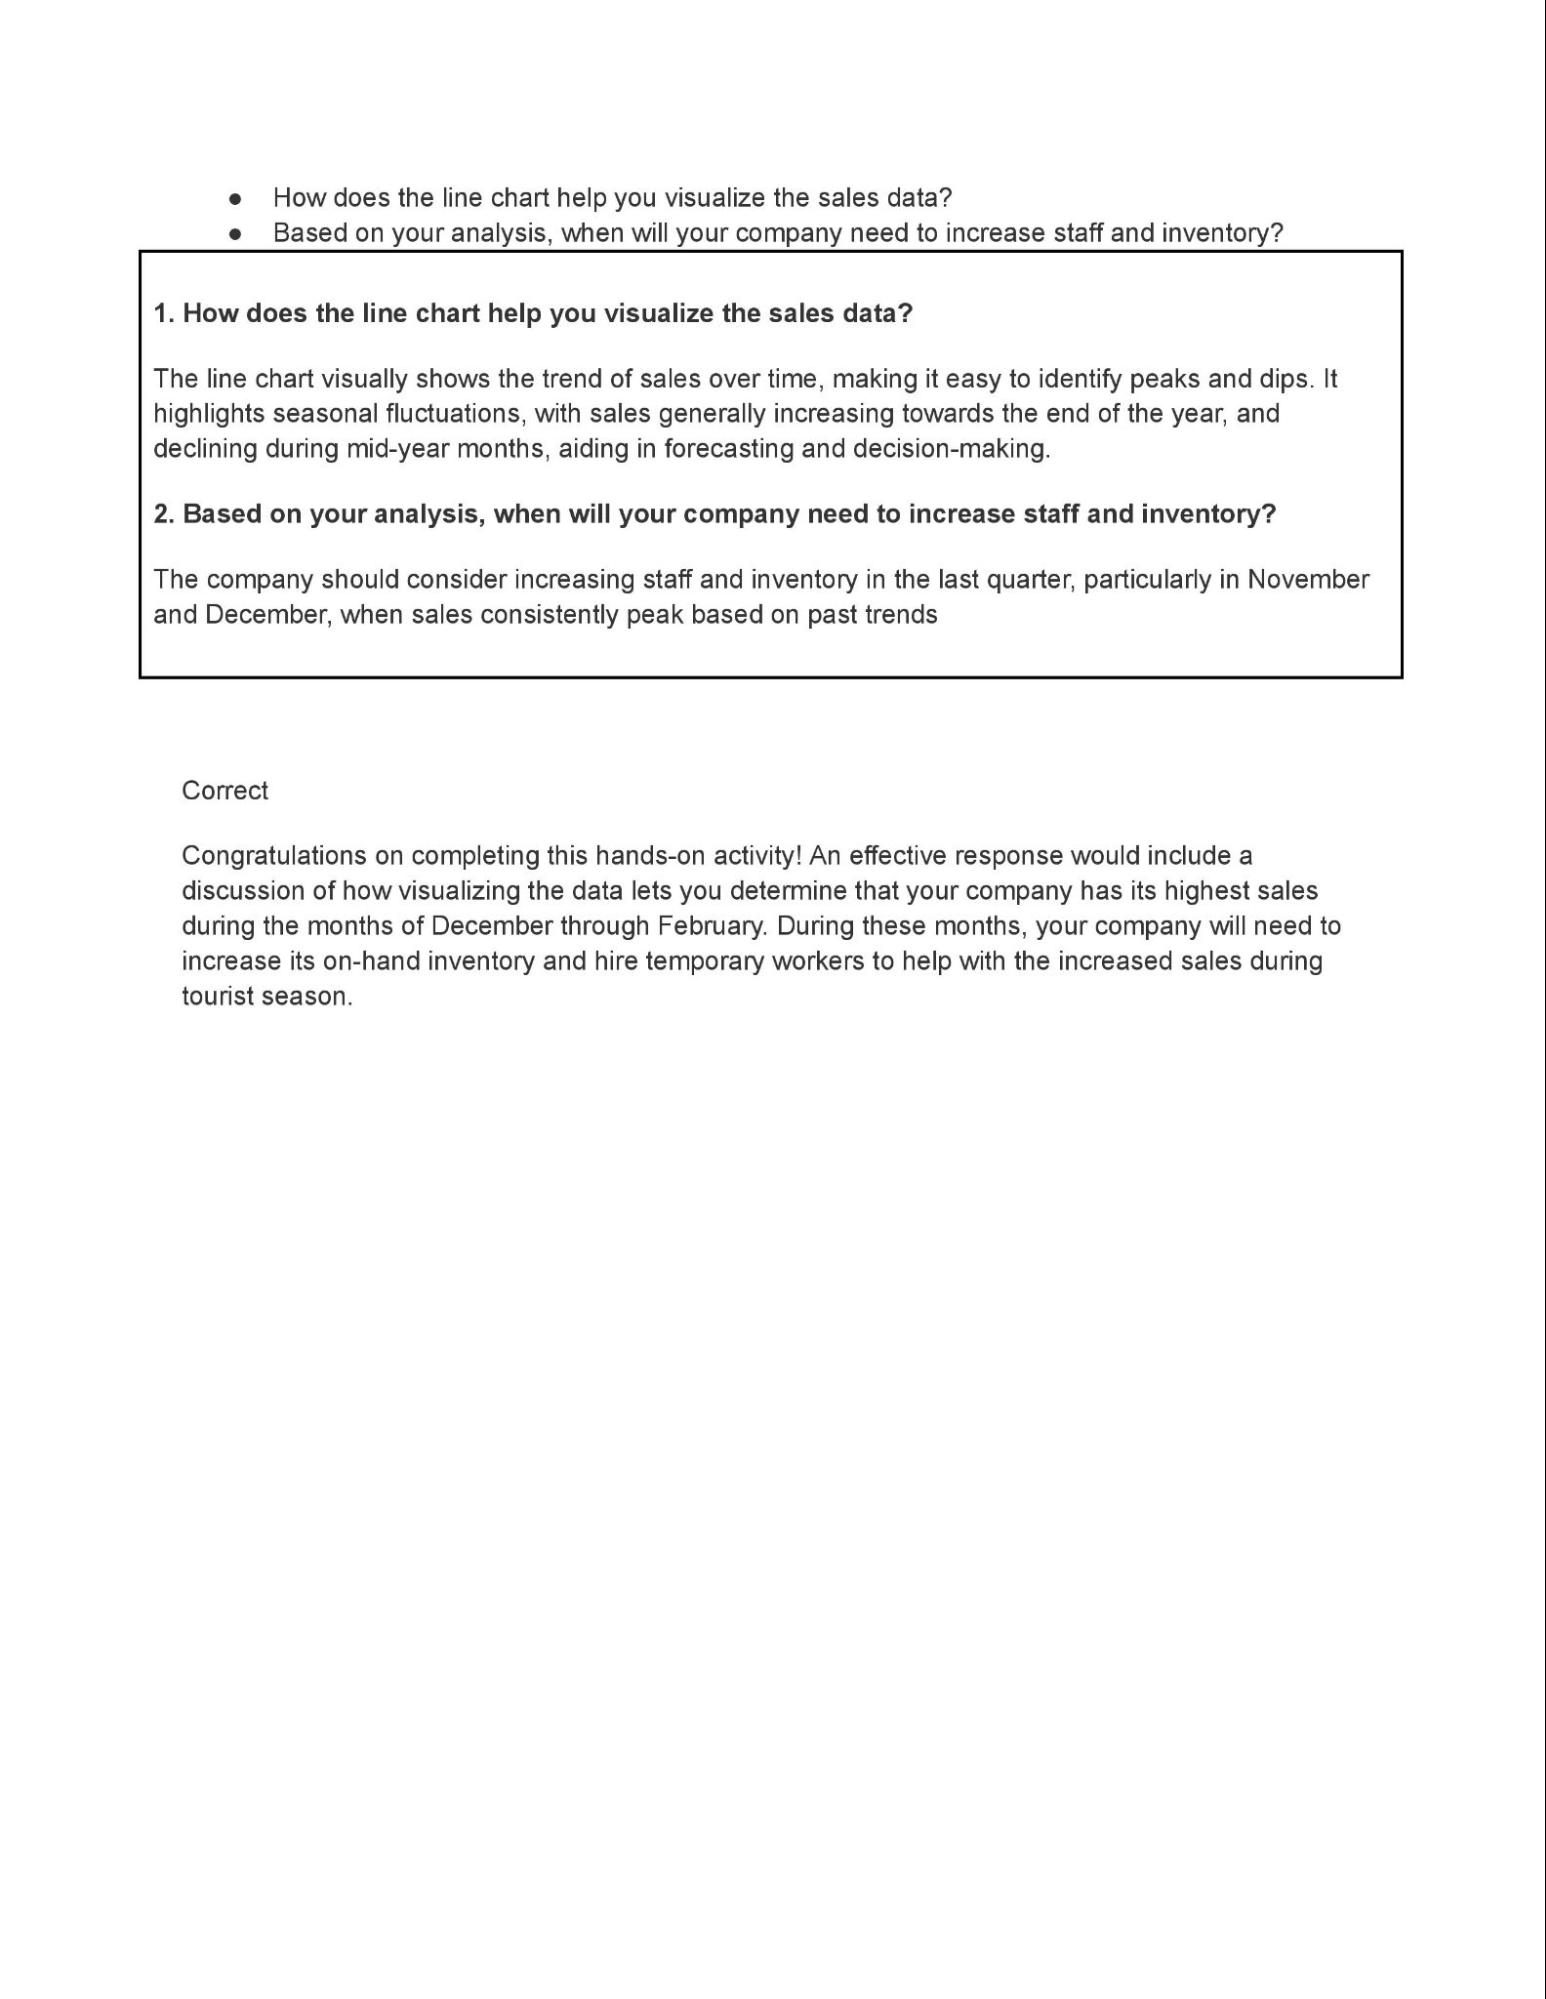 ● How does the line chart help you visualize the sales data?
● Based on your analysis, when will your company need to increase staff and inventory?
1. How does the line chart help you visualize the sales data?
The line chart visually shows the trend of sales over time, making it easy to identify peaks and dips. It
highlights seasonal fluctuations, with sales generally increasing towards the end of the year, and
declining during mid-year months, aiding in forecasting and decision-making.
2. Based on your analysis, when will your company need to increase staff and inventory?
The company should consider increasing staff and inventory in the last quarter, particularly in November
and December, when sales consistently peak based on past trends
Correct
Congratulations on completing this hands-on activity! An effective response would include a
discussion of how visualizing the data lets you determine that your company has its highest sales
during the months of December through February. During these months, your company will need to
increase its on-hand inventory and hire temporary workers to help with the increased sales during
tourist season.